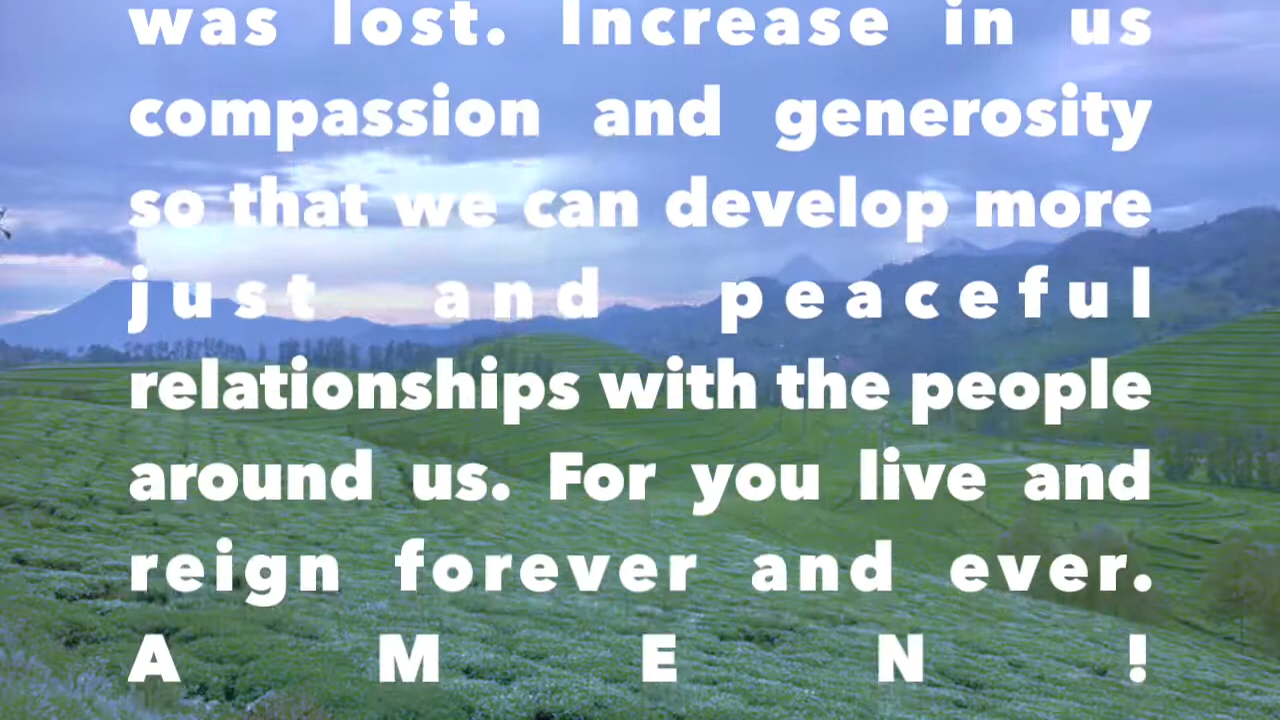 was lost. Increase in us
compassion and generosity
so that we can develop more
just and peaceful
relationships with the people
around us. For you live and
reign forever and ever.
AMEN!